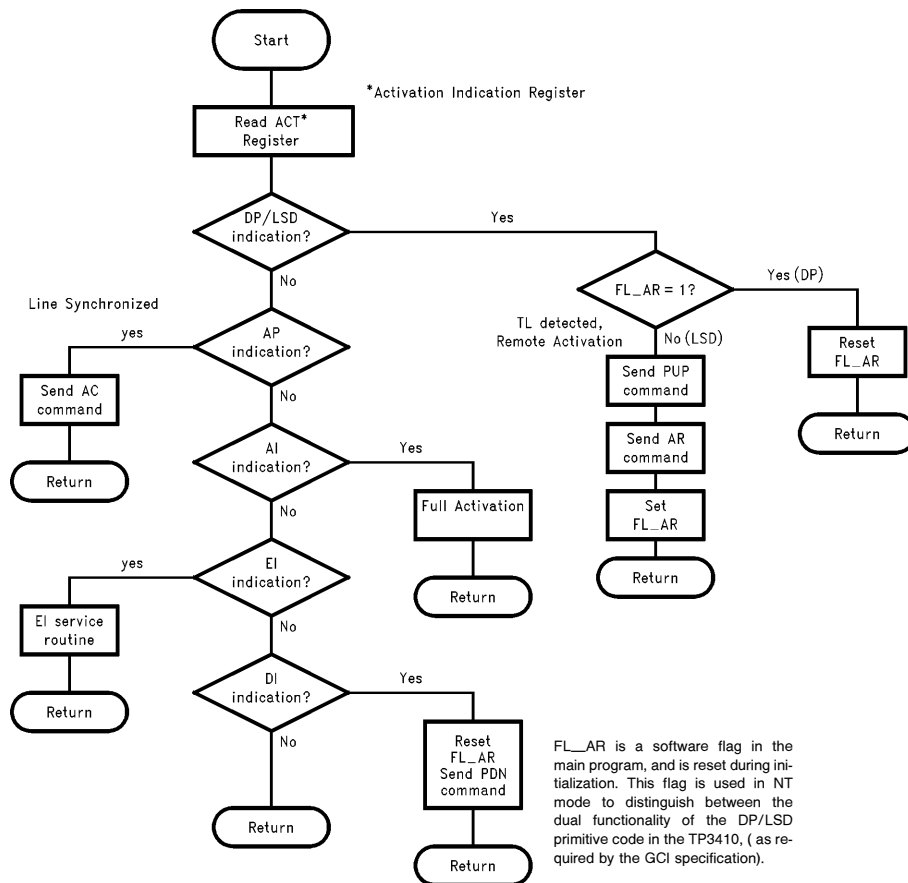 Start
*Activation Indication Register
Read ACT*
Register
DP/LSD
indication?
Yes
No
FL_AR = 1?
Yes (DP)
Reset
FL_AR
Return
TL detected,
Remote Activation
No (LSD)
Send PUP
command
Send AR
command
Set
FL_AR
Return
Line Synchronized
AP
indication?
yes
Send AC
command
Return
No
AI
indication?
Yes
Full Activation
Return
No
EI
indication?
yes
EI service
routine
Return
No
DI
indication?
Yes
Reset
FL_AR
Send PDN
command
Return
No
Return
FL__AR is a software flag in the
main program, and is reset during ini-
tialization. This flag is used in NT
mode to distinguish between the
dual functionality of the DP/LSD
primitive code in the TP3410, ( as re-
quired by the GCI specification).